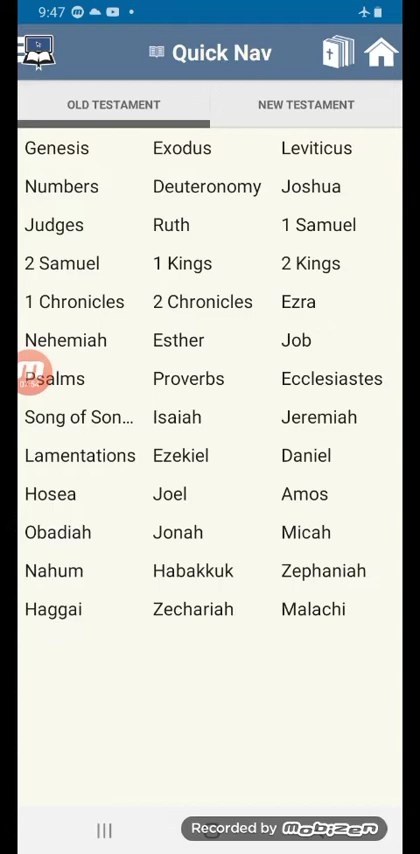 9:47
Quick Nav
OLD TESTAMENT NEW TESTAMENT
Genesis Exodus Leviticus
Numbers Deuteronomy Joshua
Judges Ruth 1 Samuel
2 Samuel 1 Kings 2 Kings
1 Chronicles 2 Chronicles Ezra
Nehemiah Esther Job
Psalms Proverbs Ecclesiastes
Song of Son... Isaiah Jeremiah
Lamentations Ezekiel Daniel
Hosea Joel Amos
Obadiah Jonah Micah
Nahum Habakkuk Zephaniah
Haggai Zechariah Malachi
Recorded by mobizen